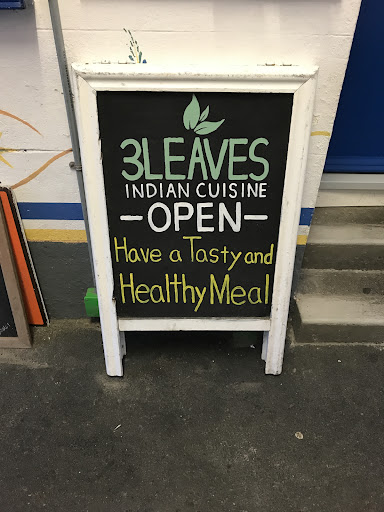 3LEAVES
INDIAN CUISINE
-OPEN-
Have a Tasty and
Healthy Meal